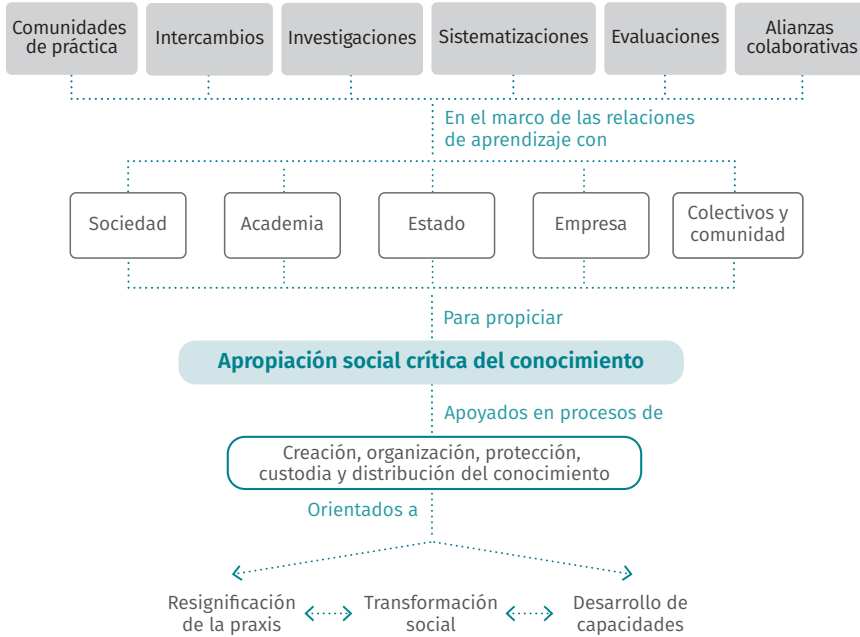 Comunidades
de práctica
Intercambios
Investigaciones
Sistematizaciones
Evaluaciones
Alianzas
colaborativas
En el marco de las relaciones
de aprendizaje con
Sociedad
Academia
Estado
Empresa
Colectivos y
comunidad
Para propiciar
Apropiación social crítica del conocimiento
Apoyados en procesos de
Creación, organización, protección,
custodia y distribución del conocimiento
Orientados a
Resignificación
de la praxis
Transformación
social
Desarrollo de
capacidades